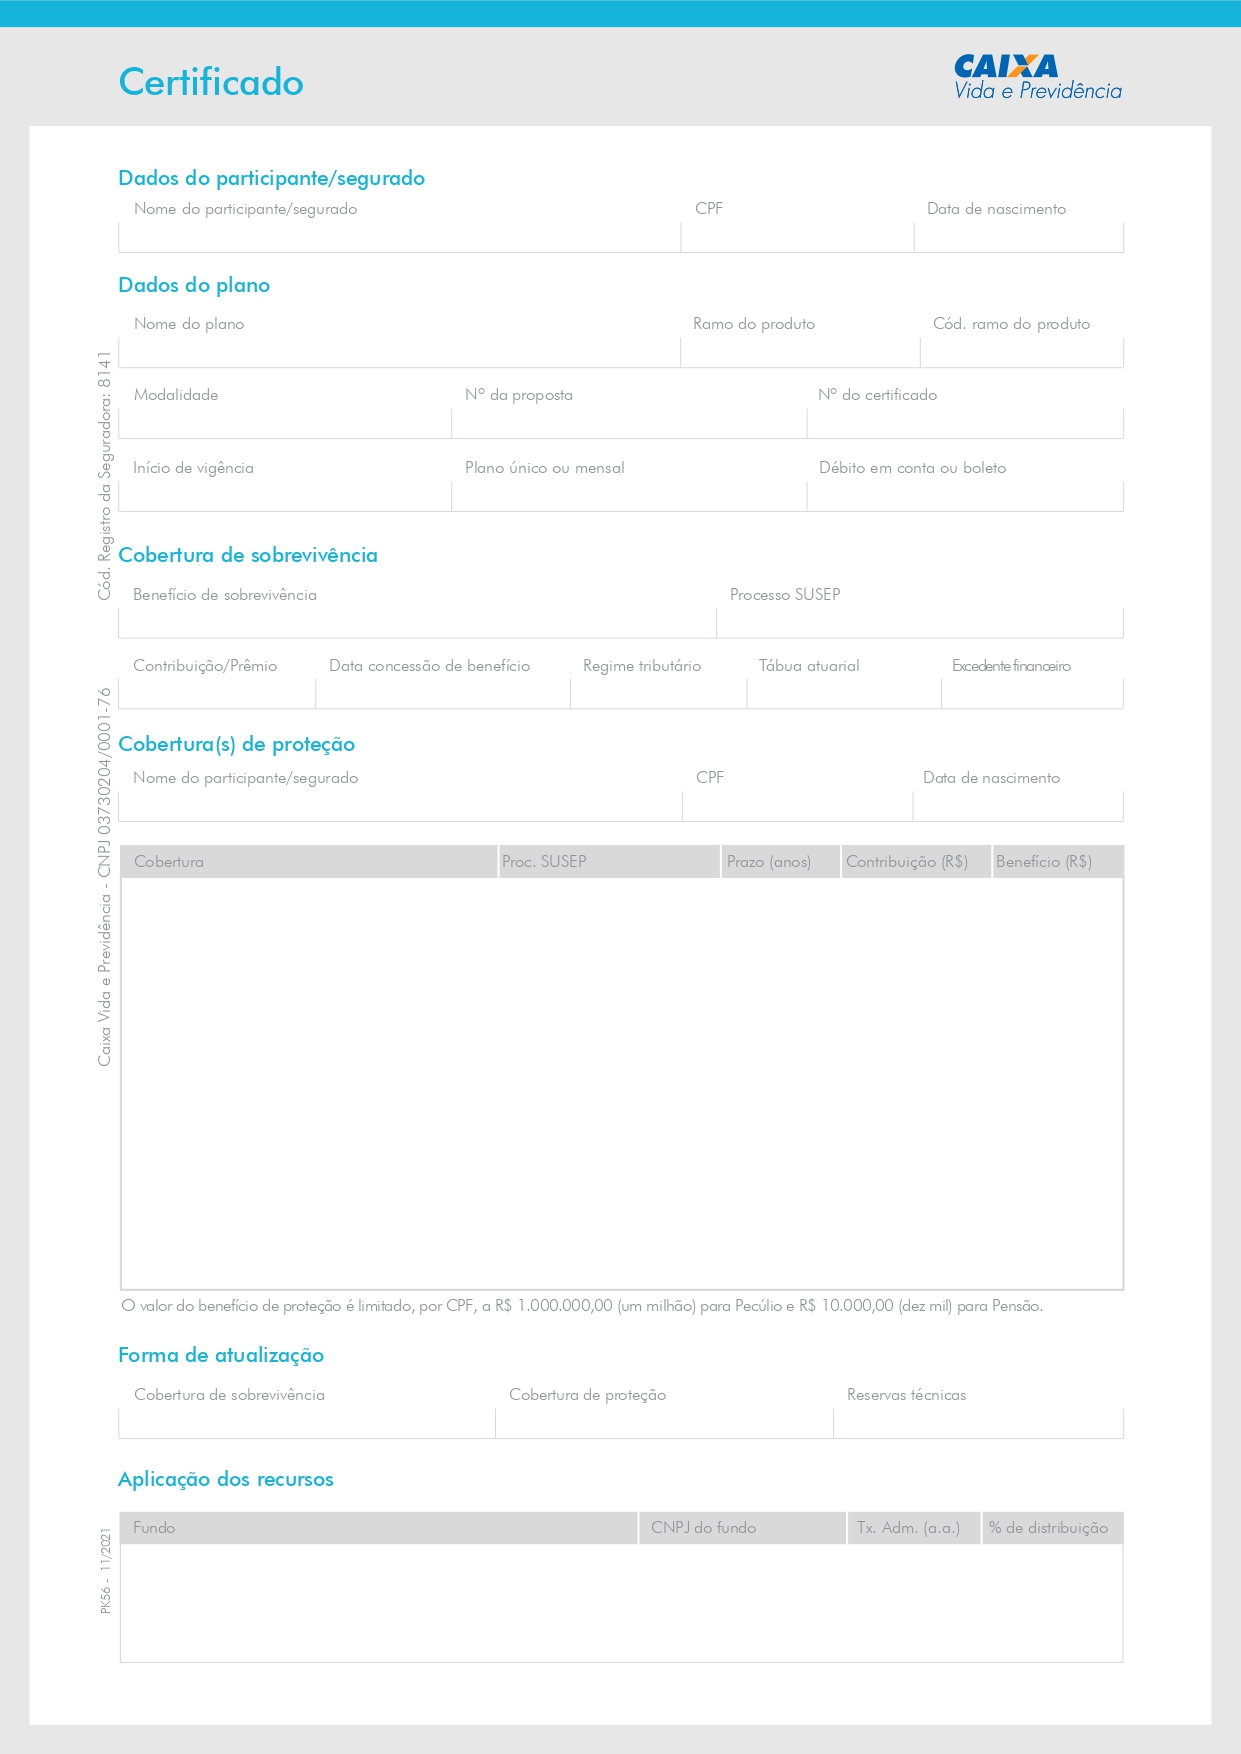 Certificado
CAIXA
Vida e Previdência
Dados do participante/segurado
Nome do participante/segurado CPF Data de nascimento
Dados do plano
Nome do plano Ramo do produto Cód. ramo do produto
Modalidade Nº da proposta Nº do certificado
Início de vigência Plano único ou mensal Débito em conta ou boleto
Cobertura de sobrevivência
Benefício de sobrevivência Processo SUSEP
Contribuição/Prêmio Data concessão de benefício Regime tributário Tábua atuarial Excedente financeiro
Cobertura(s) de proteção
Nome do participante/segurado CPF Data de nascimento
Cobertura Proc. SUSEP Prazo (anos) Contribuição (R$) Benefício (R$)
O valor do benefício de proteção é limitado, por CPF, a R$ 1.000.000,00 (um milhão) para Pecúlio e R$ 10.000,00 (dez mil) para Pensão.
Forma de atualização
Cobertura de sobrevivência Cobertura de proteção Reservas técnicas
Aplicação dos recursos
Fundo CNPJ do fundo Tx. Adm. (a.a.) % de distribuição
Cód. Registro da Seguradora: 8141
Caixa Vida e Previdência - CNPJ 03730204/0001-76
PK56 - 11/2021